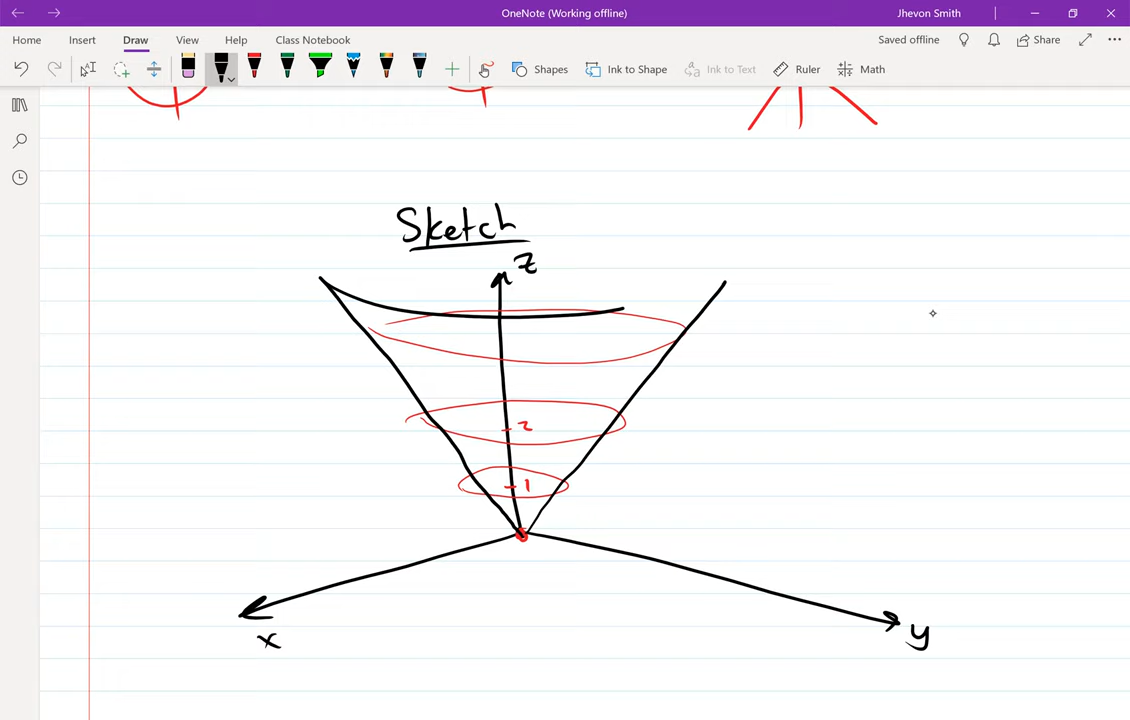 OneNote (Working offline)
Jhevon Smith
Home Insert Draw View Help Class Notebook
Saved offline Share
Shapes Ink to Shape Ink to Text Ruler Math
Sketch
z
2
1
x
y